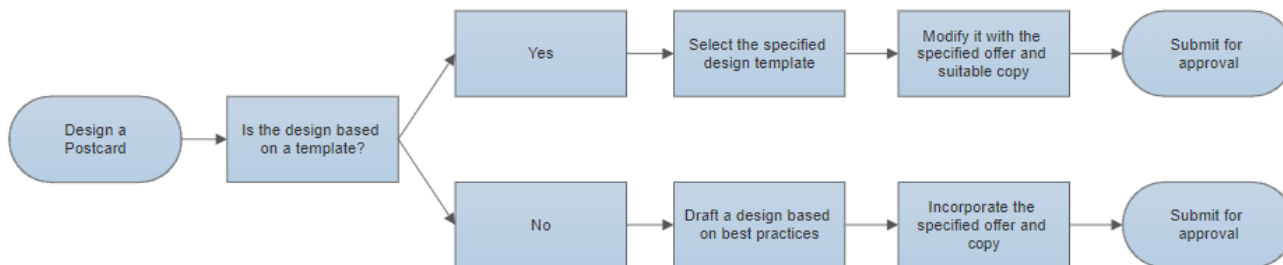 Design a
Postcard
Is the design based
on a template?
Yes
Select the specified
design template
Modify it with the
specified offer and
suitable copy
Submit for
approval
No
Draft a design based
on best practices
Incorporate the
specified offer and
copy
Submit for
approval